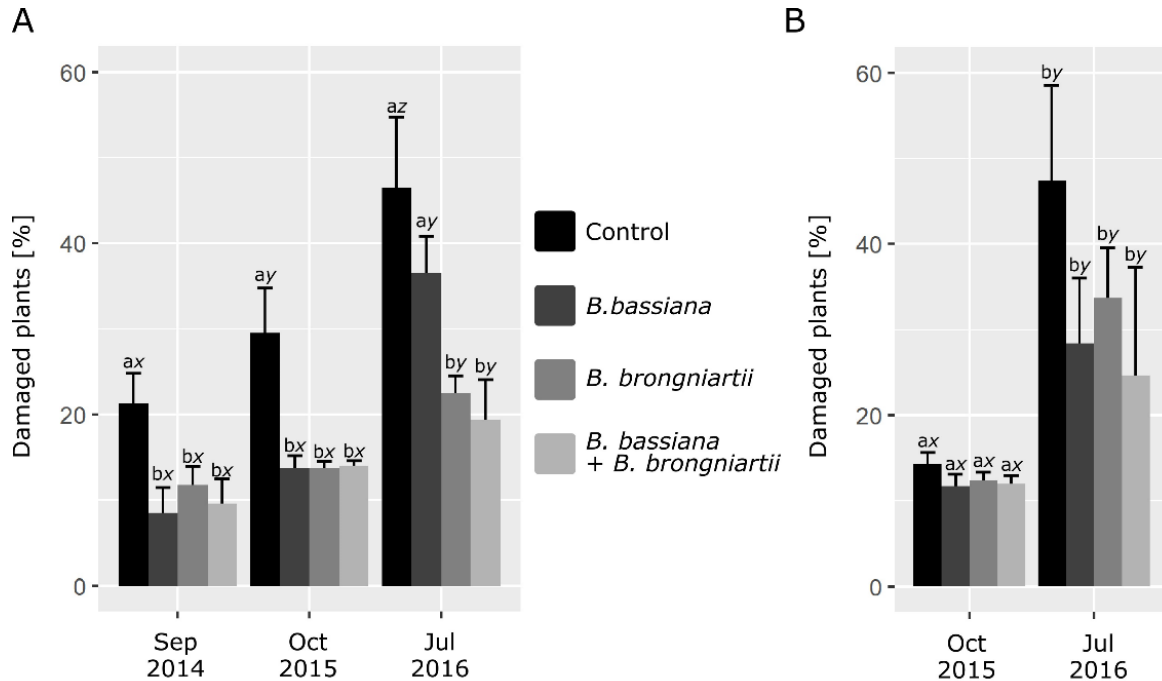 A
Damaged plants [%]
60
40
20
0
ax
bx
bx
bx
ay
bx
bx
bx
az
ay
by
by
Sep
2014
Oct
2015
Jul
2016
Control
B.bassiana
B. brongniartii
B. bassiana
+ B. brongniartii
B
Damaged plants [%]
60
40
20
0
ax
ax
ax
ax
by
by
by
by
Oct
2015
Jul
2016